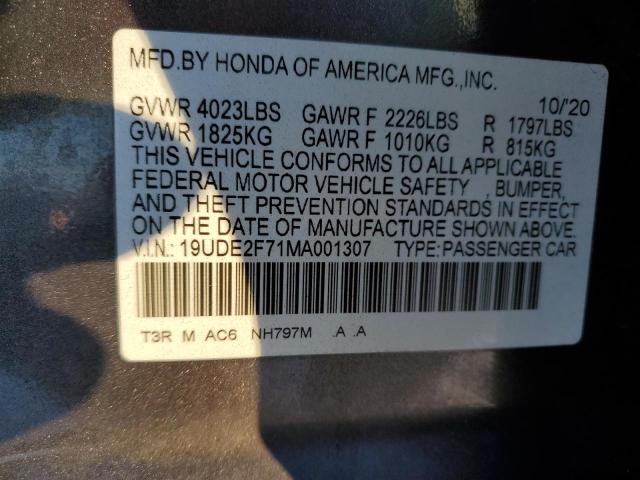 MFD.BY HONDA OF AMERICA MFG.,INC.
10/'20
GVWR 4023LBS GAWR F 2226LBS R 1797LBS
GVWR 1825KG GAWR F 1010KG R 815KG
THIS VEHICLE CONFORMS TO ALL APPLICABLE
FEDERAL MOTOR VEHICLE SAFETY , BUMPER,
AND THEFT PREVENTION STANDARDS IN EFFECT
ON THE DATE OF MANUFACTURE SHOWN ABOVE.
V.I.N.: 19UDE2F71MA001307 TYPE:PASSENGER CAR
T3R M AC6 NH797M .A .A